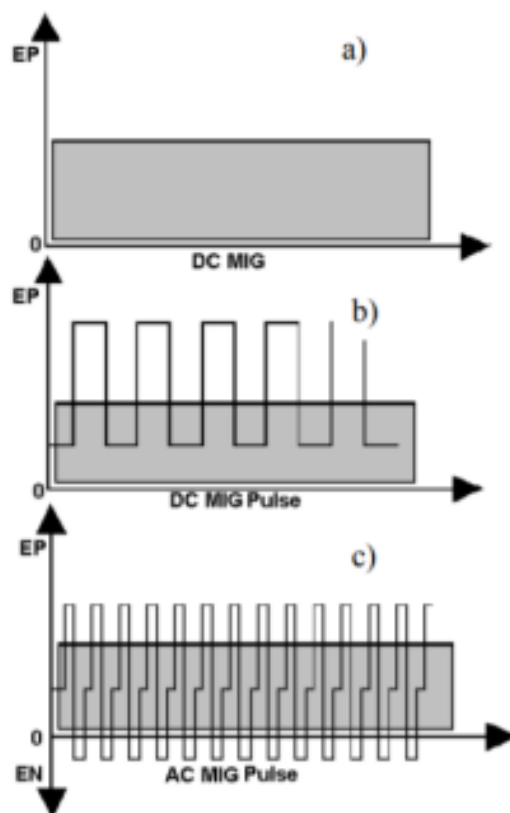 EP
a)
0
DC MIG
EP
b)
0
DC MIG Pulse
EP
c)
0
EN
AC MIG Pulse